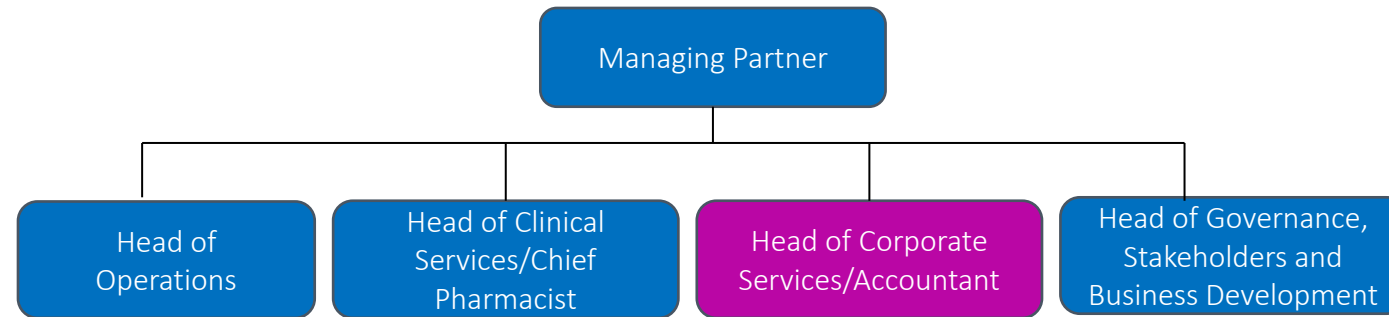 Managing Partner
Head of
Operations
Head of Clinical
Services/Chief
Pharmacist
Head of Corporate
Services/Accountant
Head of Governance,
Stakeholders and
Business Development